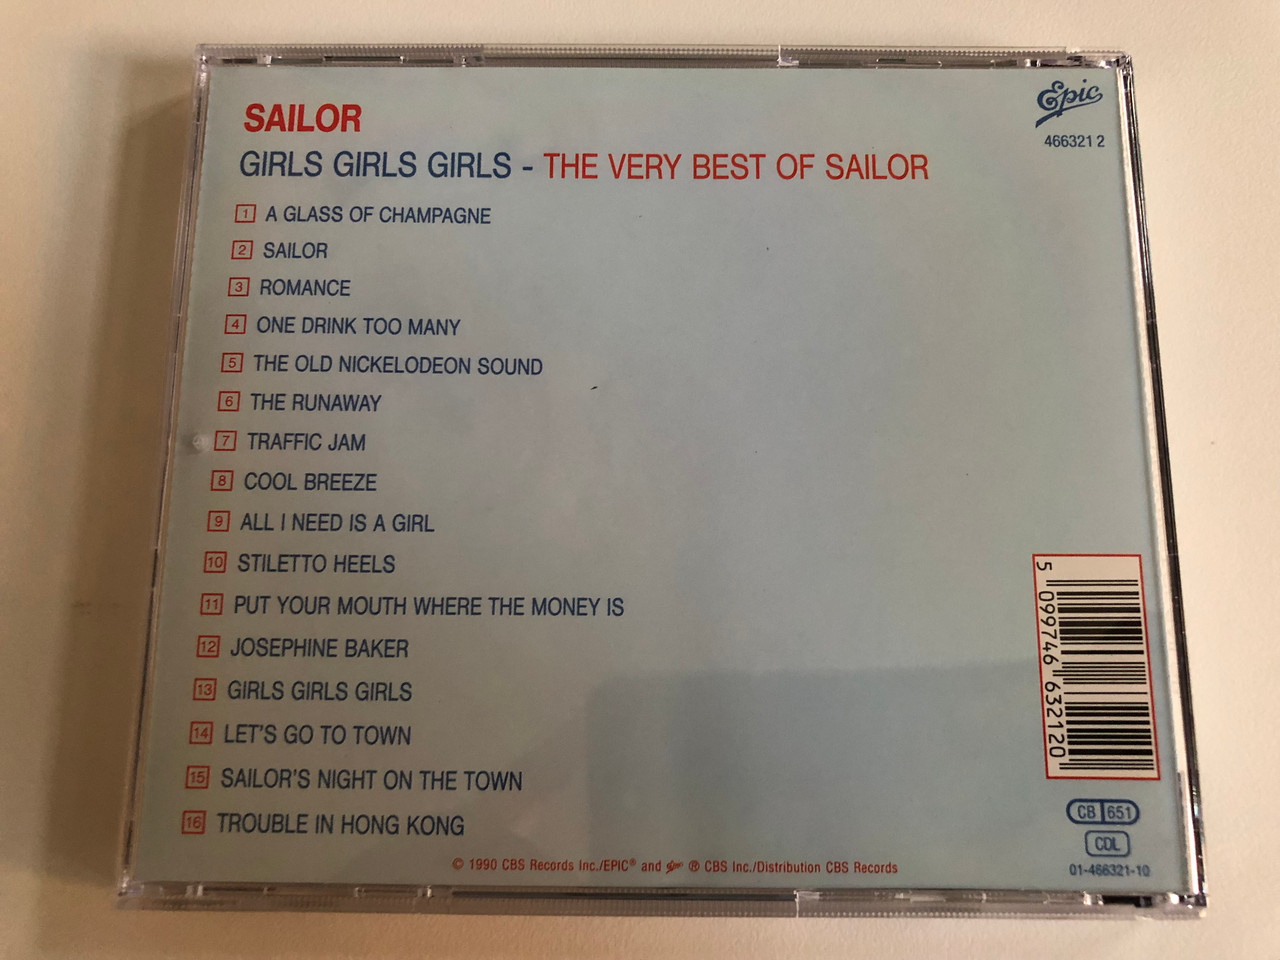 SAILOR
Epic
466321 2
GIRLS GIRLS GIRLS - THE VERY BEST OF SAILOR
1 A GLASS OF CHAMPAGNE
2 SAILOR
3 ROMANCE
4 ONE DRINK TOO MANY
5 THE OLD NICKELODEON SOUND
6 THE RUNAWAY
7 TRAFFIC JAM
8 COOL BREEZE
9 ALL I NEED IS A GIRL
10 STILETTO HEELS
11 PUT YOUR MOUTH WHERE THE MONEY IS
12 JOSEPHINE BAKER
13 GIRLS GIRLS GIRLS
14 LET'S GO TO TOWN
15 SAILOR'S NIGHT ON THE TOWN
16 TROUBLE IN HONG KONG
5 099746 632120
CB 651
CDL
01-466321-10
© 1990 CBS Records Inc./EPIC® and Epic ® CBS Inc./Distribution CBS Records